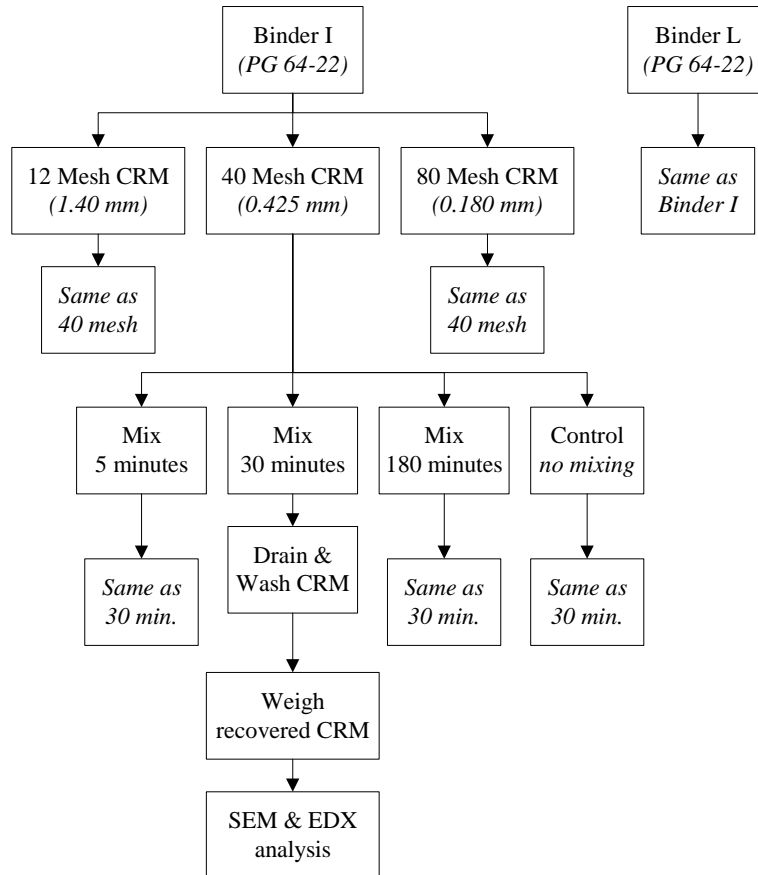 Binder I
(PG 64-22)
Binder L
(PG 64-22)
12 Mesh CRM
(1.40 mm)
40 Mesh CRM
(0.425 mm)
80 Mesh CRM
(0.180 mm)
Same as
Binder I
Same as
40 mesh
Same as
40 mesh
Mix
5 minutes
Mix
30 minutes
Mix
180 minutes
Control
no mixing
Same as
30 min.
Drain &
Wash CRM
Same as
30 min.
Same as
30 min.
Weigh
recovered CRM
SEM & EDX
analysis